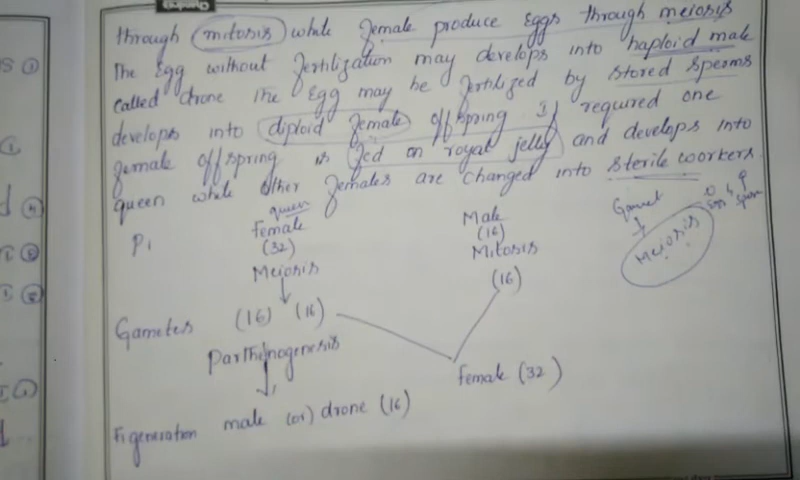 through mitosis while female produce eggs through meiosis
The Egg without fertilization may develops into haploid male
called drone The Egg may be fertilized by stored sperms
develops into diploid female offspring If required one
female offspring is fed on royal jelly and develops into
queen while other females are changed into sterile workers.
queen
P1 Female Male Gamet
(32) (16) Egg Sperm
Meiosis Mitosis Meiosis
(16)
Gametes (16) (16)
Parthenogenesis
female (32)
F1 generation male (or) drone (16)